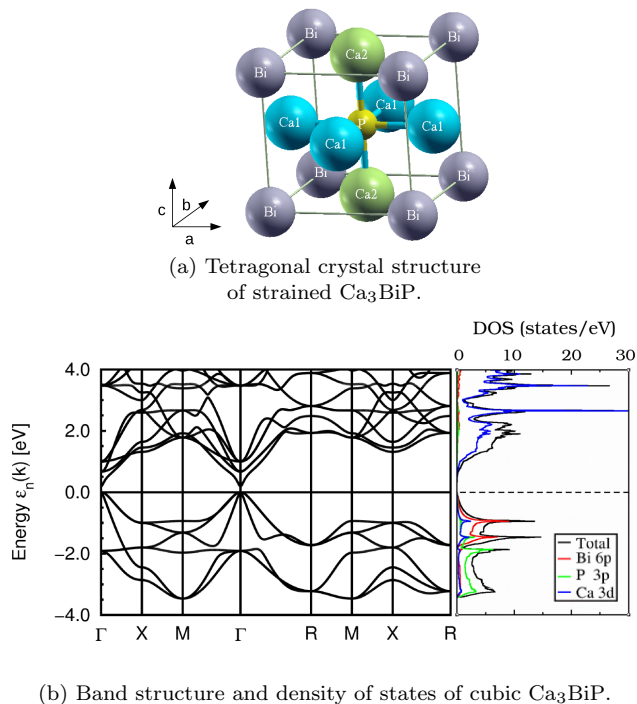 Bi
Bi
Ca2
Bi
Bi
Ca1
Ca1
P
Ca1
Ca1
Bi
Bi
Ca2
Bi
Bi
c
b
a
(a) Tetragonal crystal structure
of strained Ca₃BiP.
DOS (states/eV)
0 10 20 30
4.0
2.0
0.0
−2.0
−4.0
Energy εₙ(k) [eV]
Γ X M Γ R M X R
Total
Bi 6p
P 3p
Ca 3d
(b) Band structure and density of states of cubic Ca₃BiP.